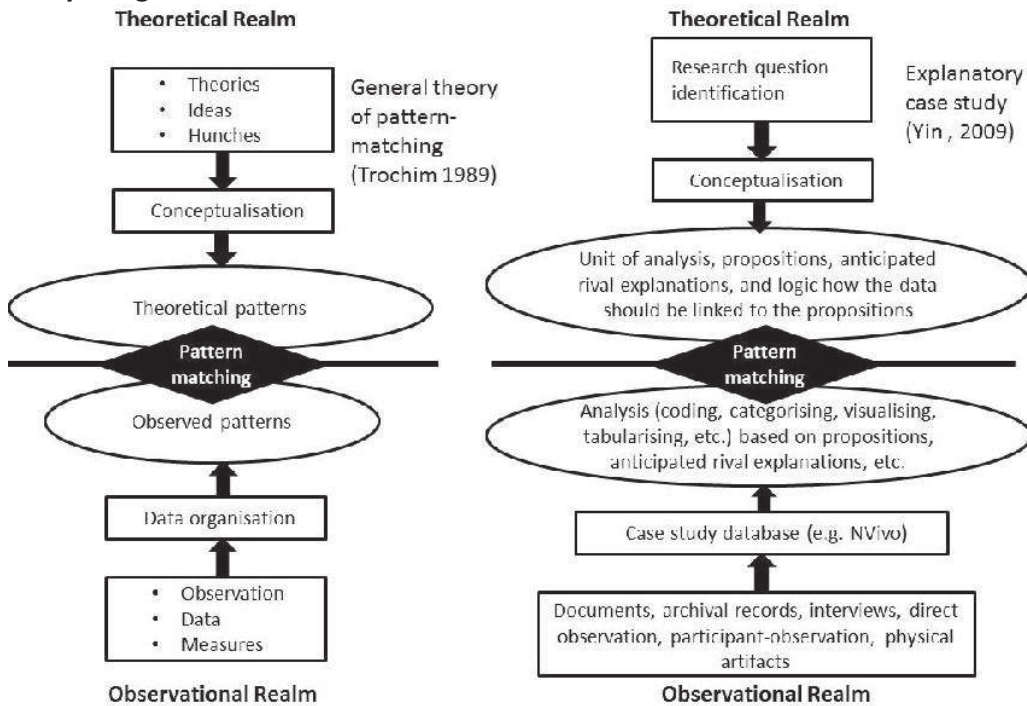 Theoretical Realm
• Theories
• Ideas
• Hunches
General theory
of pattern-
matching
(Trochim 1989)
Conceptualisation
Theoretical patterns
Pattern
matching
Observed patterns
Data organisation
• Observation
• Data
• Measures
Observational Realm
Theoretical Realm
Research question
identification
Explanatory
case study
(Yin , 2009)
Conceptualisation
Unit of analysis, propositions, anticipated
rival explanations, and logic how the data
should be linked to the propositions
Pattern
matching
Analysis (coding, categorising, visualising,
tabularising, etc.) based on propositions,
anticipated rival explanations, etc.
Case study database (e.g. NVivo)
Documents, archival records, interviews, direct
observation, participant-observation, physical
artifacts
Observational Realm